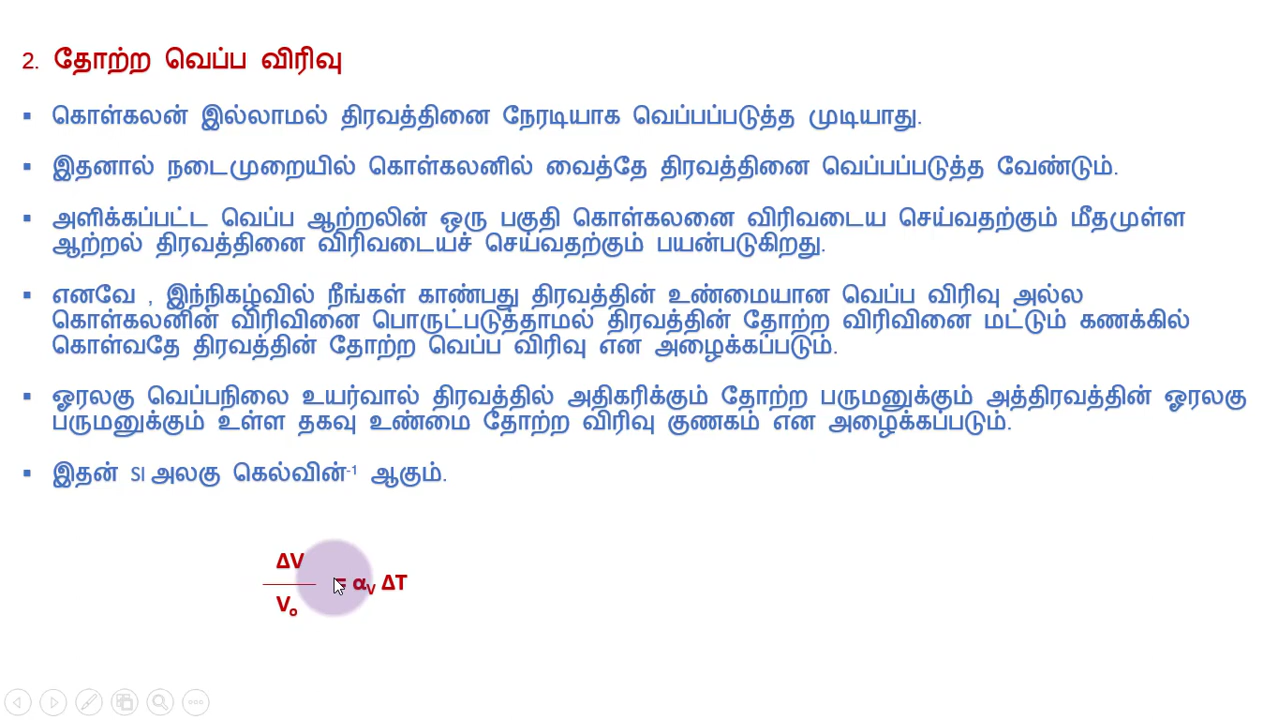 2. தோற்ற வெப்ப விரிவு
▪ கொள்கலன் இல்லாமல் திரவத்தினை நேரடியாக வெப்பப்படுத்த முடியாது.
▪ இதனால் நடைமுறையில் கொள்கலனில் வைத்தே திரவத்தினை வெப்பப்படுத்த வேண்டும்.
▪ அளிக்கப்பட்ட வெப்ப ஆற்றலின் ஒரு பகுதி கொள்கலனை விரிவடைய செய்வதற்கும் மீதமுள்ள
ஆற்றல் திரவத்தினை விரிவடையச் செய்வதற்கும் பயன்படுகிறது.
▪ எனவே , இந்நிகழ்வில் நீங்கள் காண்பது திரவத்தின் உண்மையான வெப்ப விரிவு அல்ல
கொள்கலனின் விரிவினை பொருட்படுத்தாமல் திரவத்தின் தோற்ற விரிவினை மட்டும் கணக்கில்
கொள்வதே திரவத்தின் தோற்ற வெப்ப விரிவு என அழைக்கப்படும்.
▪ ஓரலகு வெப்பநிலை உயர்வால் திரவத்தில் அதிகரிக்கும் தோற்ற பருமனுக்கும் அத்திரவத்தின் ஓரலகு
பருமனுக்கும் உள்ள தகவு உண்மை தோற்ற விரிவு குணகம் என அழைக்கப்படும்.
▪ இதன் SI அலகு கெல்வின்⁻¹ ஆகும்.
ΔV
= αV ΔT
Vo